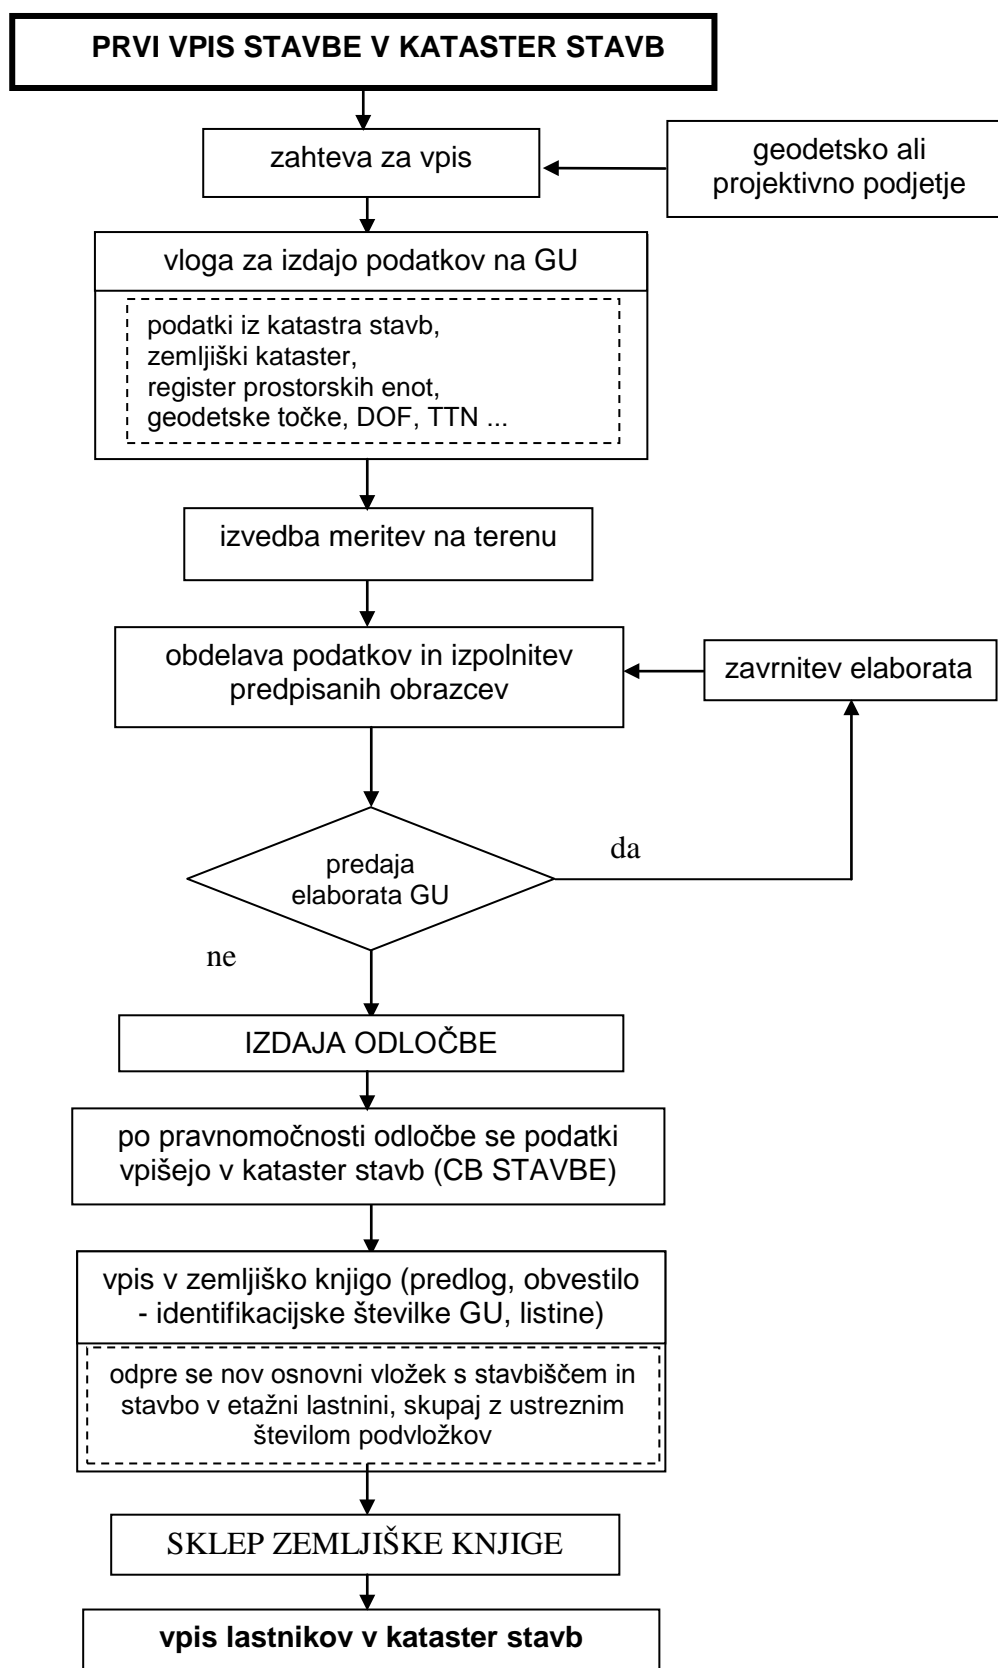 PRVI VPIS STAVBE V KATASTER STAVB
zahteva za vpis
geodetsko ali
projektivno podjetje
vloga za izdajo podatkov na GU
podatki iz katastra stavb,
zemljiški kataster,
register prostorskih enot,
geodetske točke, DOF, TTN ...
izvedba meritev na terenu
obdelava podatkov in izpolnitev
predpisanih obrazcev
zavrnitev elaborata
predaja
elaborata GU
da
ne
IZDAJA ODLOČBE
po pravnomočnosti odločbe se podatki
vpišejo v kataster stavb (CB STAVBE)
vpis v zemljiško knjigo (predlog, obvestilo
- identifikacijske številke GU, listine)
odpre se nov osnovni vložek s stavbiščem in
stavbo v etažni lastnini, skupaj z ustreznim
številom podvložkov
SKLEP ZEMLJIŠKE KNJIGE
vpis lastnikov v kataster stavb